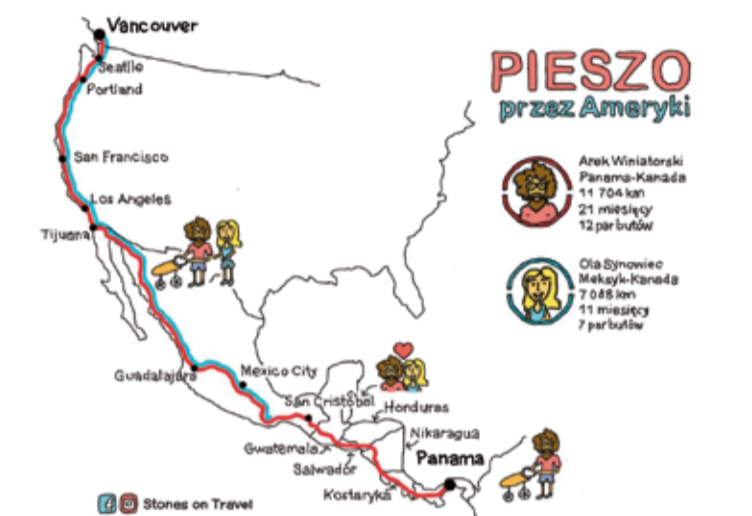 Vancouver
Seattle
Portland
San Francisco
Los Angeles
Tijuana
Guadalajara
Mexico City
San Cristobal
Honduras
Gwatemala
Nikaragua
Salwador
Panama
Kostaryka
PIESZO
przez Ameryki
Arek Winiatorski
Panama-Kanada
11 704 km
21 miesięcy
12 par butów
Ola Synowiec
Meksyk-Kanada
7 048 km
11 miesięcy
7 par butów
Stones on Travel